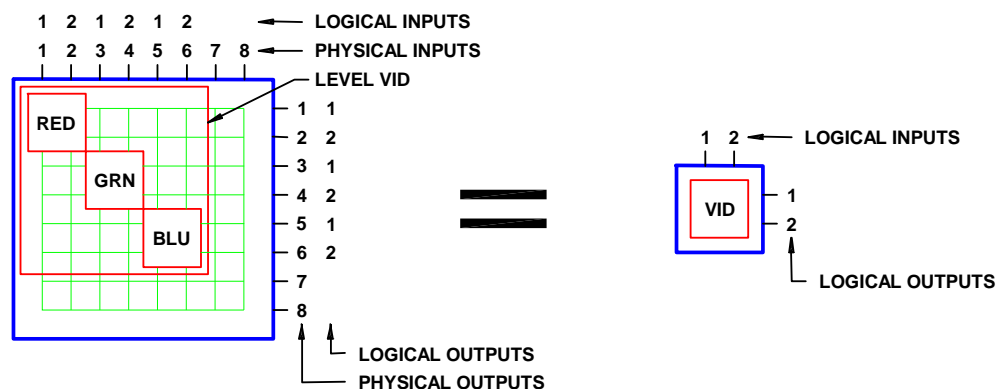 1 2 1 2 1 2 LOGICAL INPUTS
1 2 3 4 5 6 7 8 PHYSICAL INPUTS
LEVEL VID
RED
GRN
BLU
1 1
2 2
3 1
4 2
5 1
6 2
7
8
LOGICAL OUTPUTS
PHYSICAL OUTPUTS
1 2 LOGICAL INPUTS
VID
1
2
LOGICAL OUTPUTS